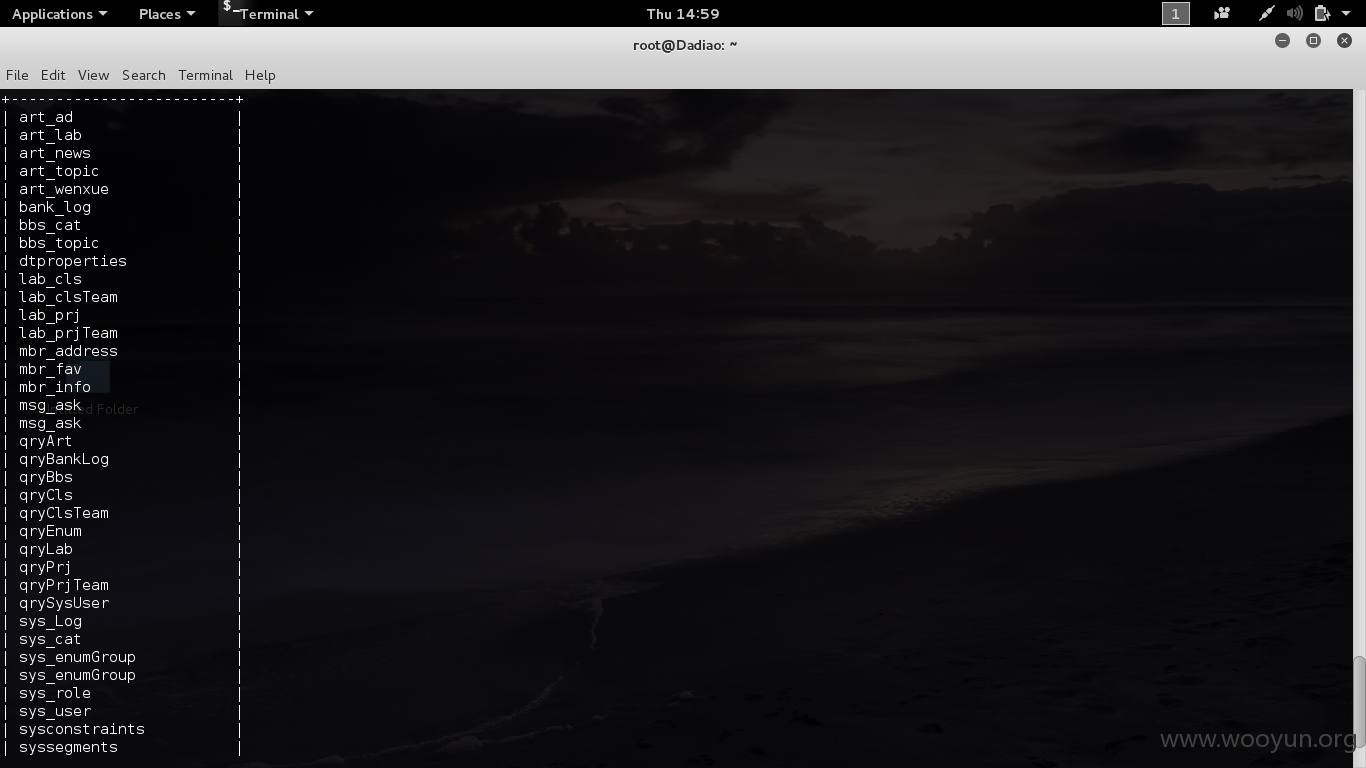 Applications Places $_ Terminal Thu 14:59 1
root@Dadiao: ~
File Edit View Search Terminal Help
+-------------------------+
| art_ad |
| art_lab |
| art_news |
| art_topic |
| art_wenxue |
| bank_log |
| bbs_cat |
| bbs_topic |
| dtproperties |
| lab_cls |
| lab_clsTeam |
| lab_prj |
| lab_prjTeam |
| mbr_address |
| mbr_fav |
| mbr_info |
| msg_ask |
Folder
| msg_ask |
| qryArt |
| qryBankLog |
| qryBbs |
| qryCls |
| qryClsTeam |
| qryEnum |
| qryLab |
| qryPrj |
| qryPrjTeam |
| qrySysUser |
| sys_Log |
| sys_cat |
| sys_enumGroup |
| sys_enumGroup |
| sys_role |
| sys_user |
| sysconstraints |
| syssegments |
www.wooyun.org